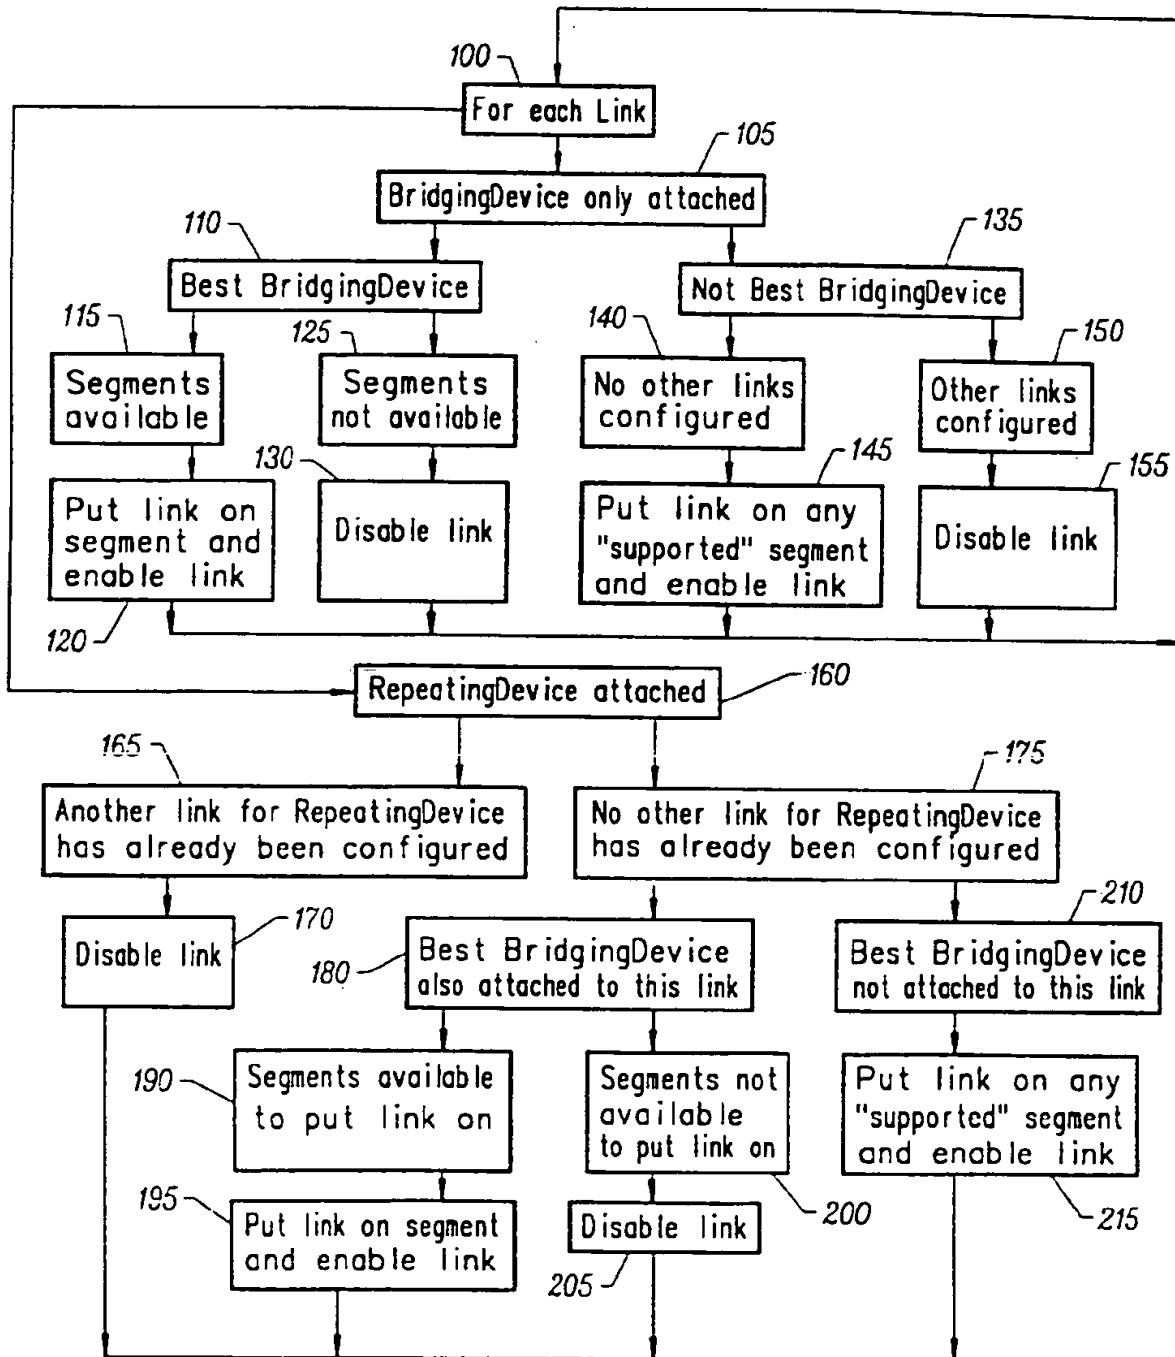 100
For each Link
105
BridgingDevice only attached
110
135
Best BridgingDevice
Not Best BridgingDevice
115
125
140
150
Segments
available
Segments
not available
No other links
configured
Other links
configured
130
145
155
Put link on
segment and
enable link
Disable link
Put link on any
"supported" segment
and enable link
Disable link
120
RepeatingDevice attached
160
165
175
Another link for RepeatingDevice
has already been configured
No other link for RepeatingDevice
has already been configured
170
210
Disable link
180
Best BridgingDevice
also attached to this link
Best BridgingDevice
not attached to this link
190
Segments available
to put link on
Segments not
available
to put link on
Put link on any
"supported" segment
and enable link
195
200
215
Put link on segment
and enable link
Disable link
205